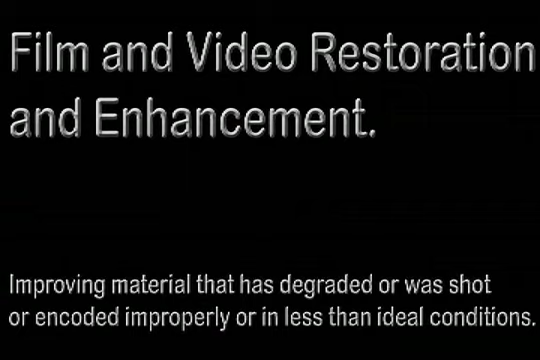 Film and Video Restoration
and Enhancement.
Improving material that has degraded or was shot
or encoded improperly or in less than ideal conditions.